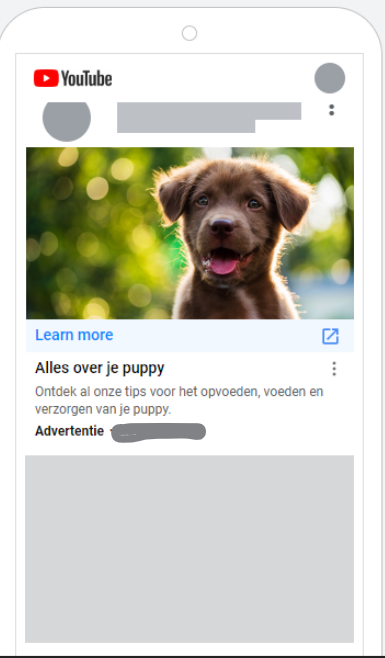 YouTube
Learn more
Alles over je puppy
Ontdek al onze tips voor het opvoeden, voeden en
verzorgen van je puppy.
Advertentie